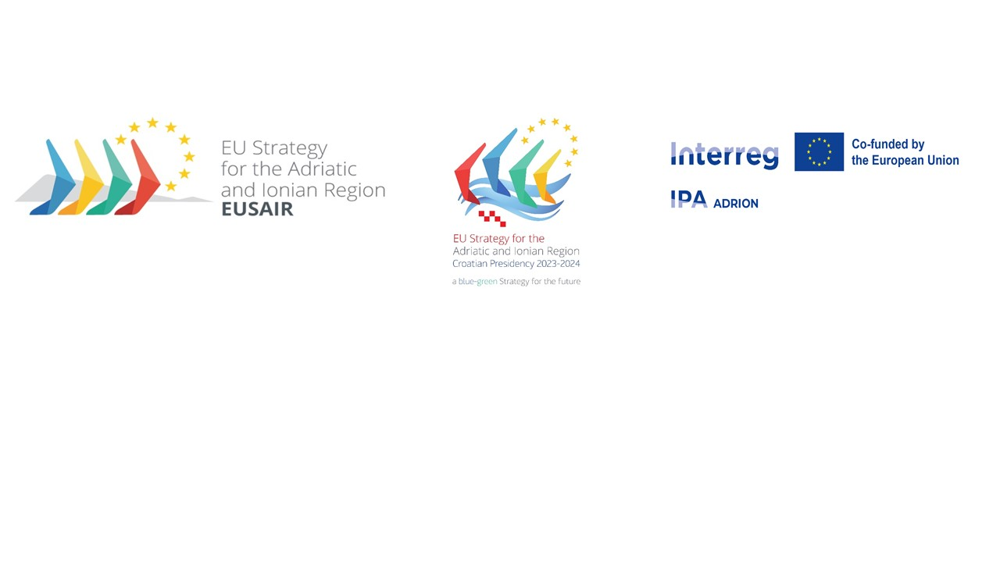 EU Strategy
for the Adriatic
and Ionian Region
EUSAIR
EU Strategy for the
Adriatic and Ionian Region
Croatian Presidency 2023-2024
a blue-green Strategy for the future
Interreg
Co-funded by
the European Union
IPA ADRION